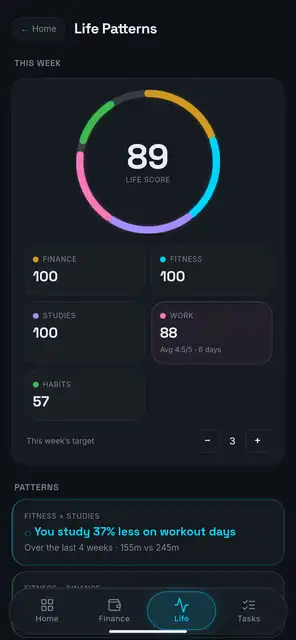 ← Home
Life Patterns
THIS WEEK
89
LIFE SCORE
FINANCE
100
FITNESS
100
STUDIES
100
WORK
88
Avg 4.5/5 · 6 days
HABITS
57
This week's target
−
3
+
PATTERNS
FITNESS × STUDIES
You study 37% less on workout days
Over the last 4 weeks · 155m vs 245m
FITNESS × FINANCE
Home
Finance
Life
Tasks